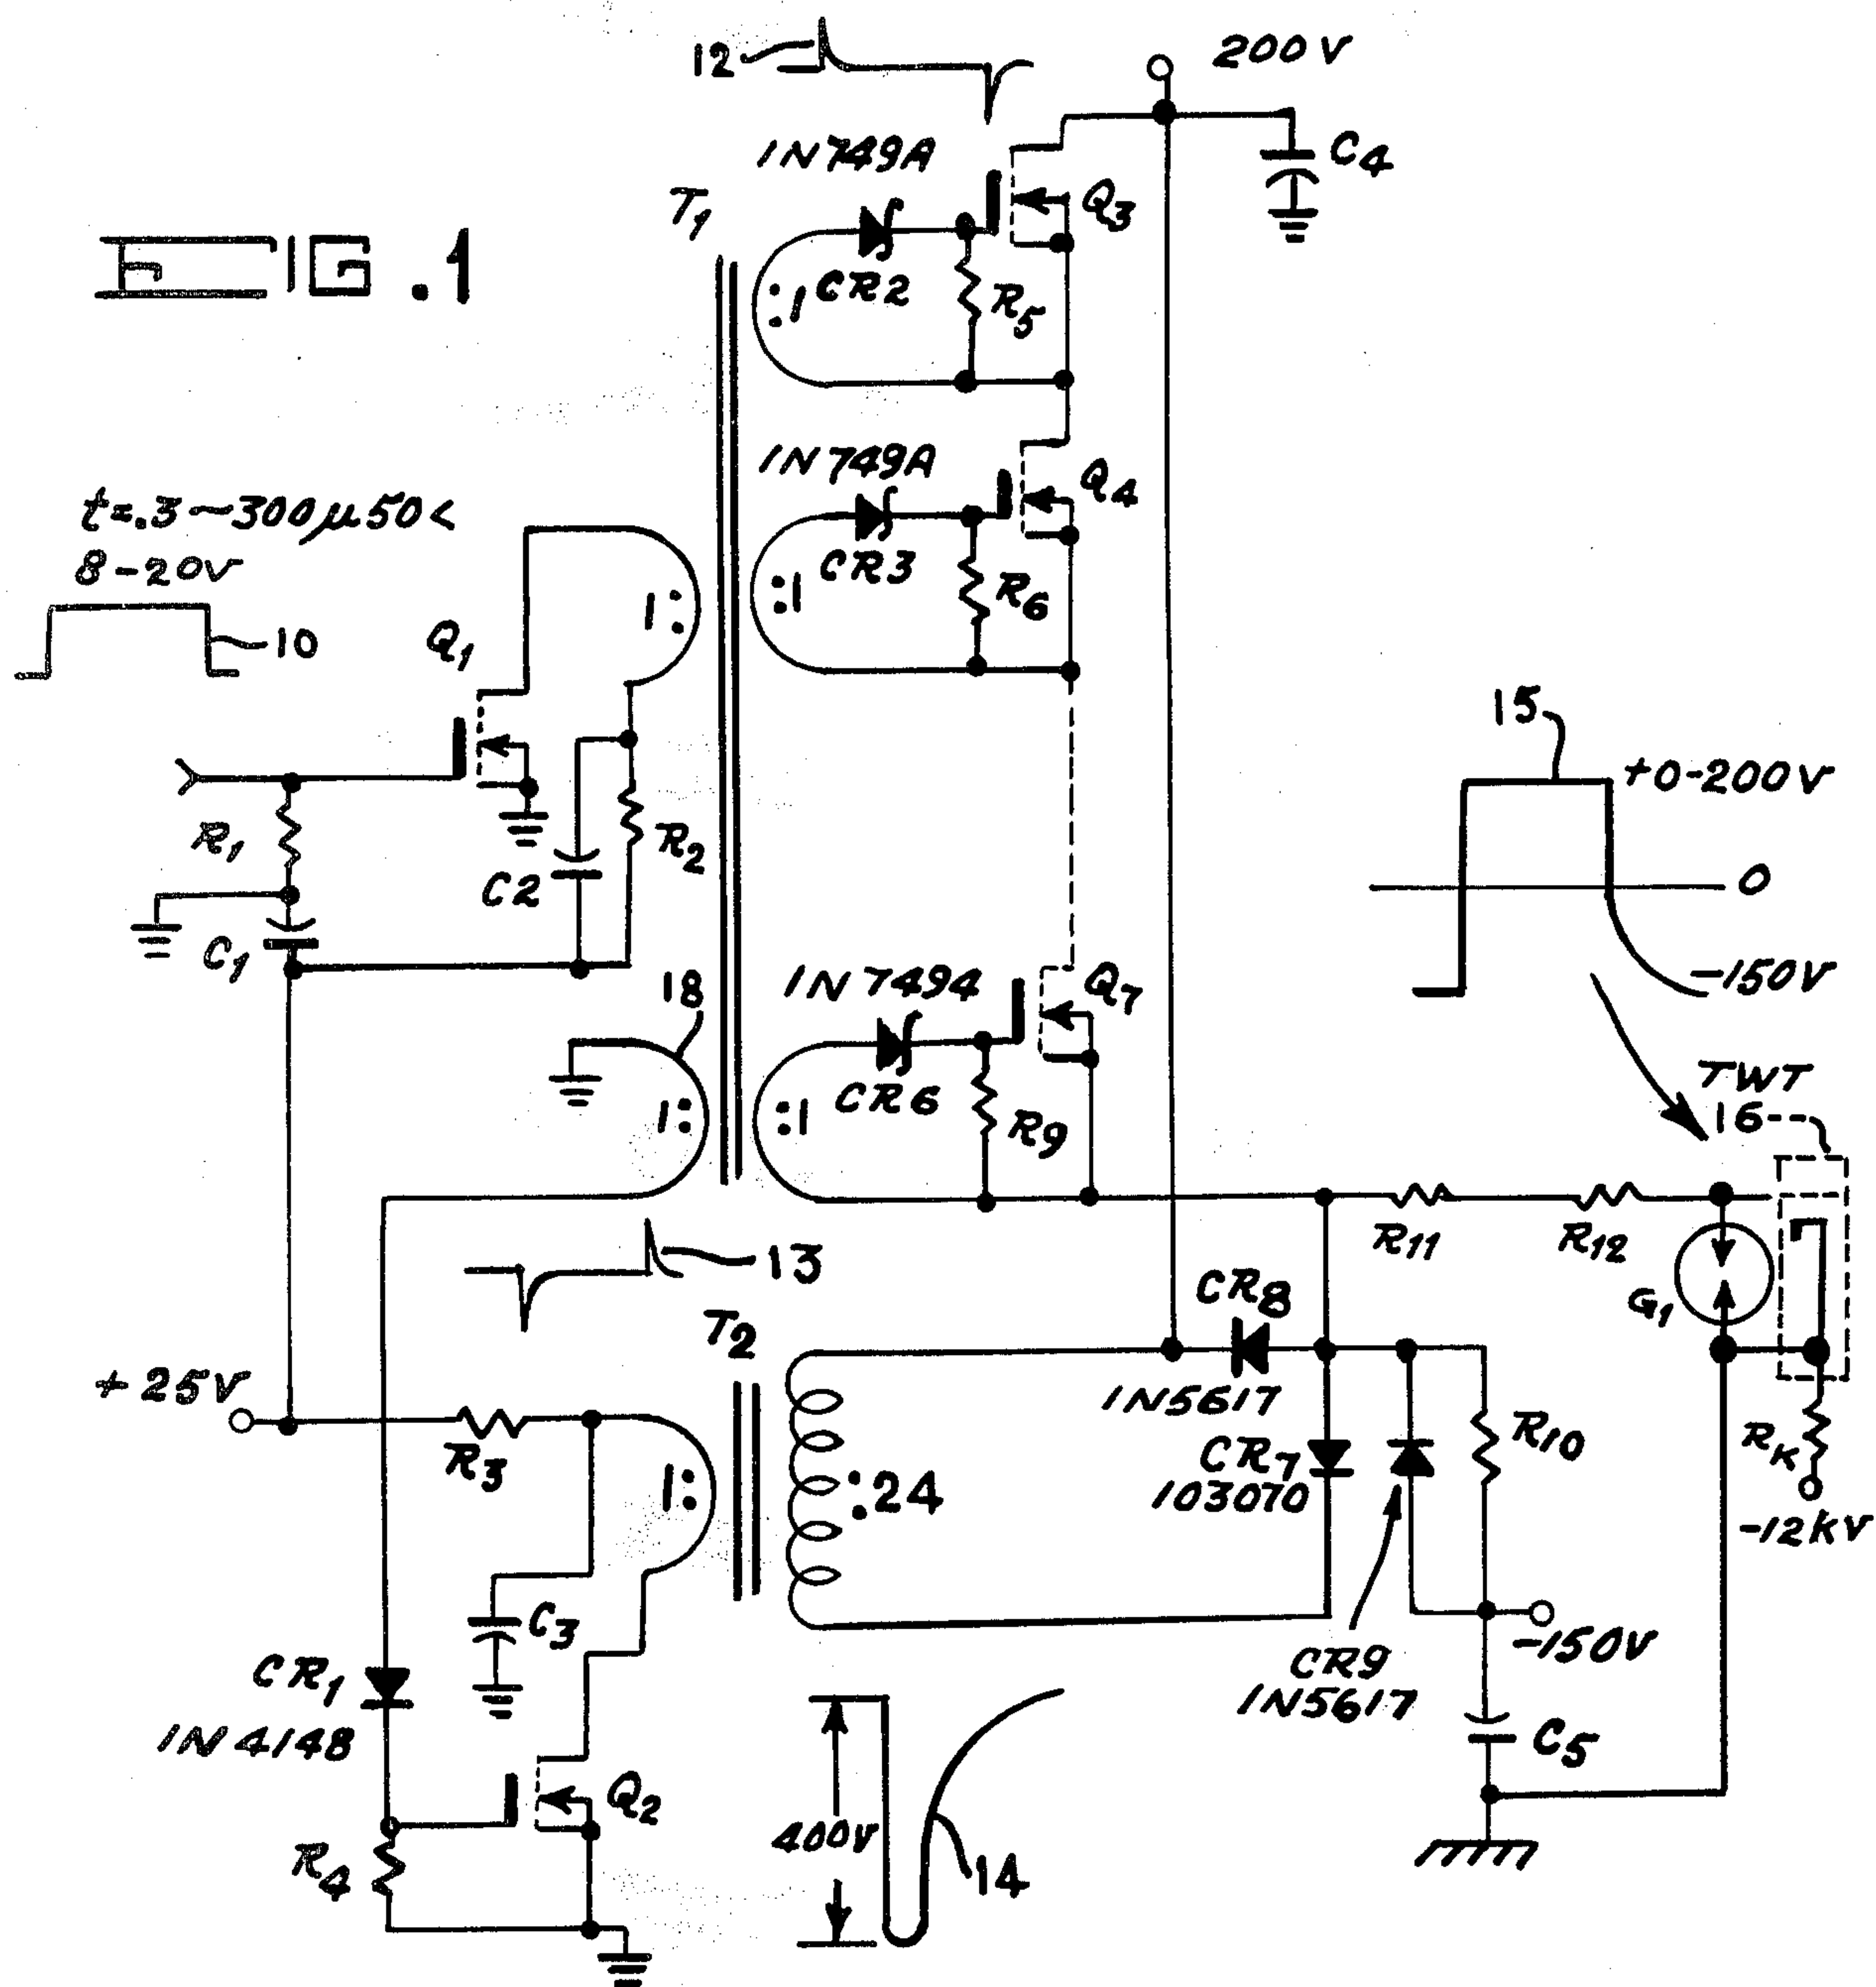 FIG.1
12
200V
1N749A
C4
T1
Q3
:1
CR2
R5
1N749A
Q4
t=.3~300µ50<
8-20V
10
Q1
1:
:1
CR3
R6
R1
R2
C2
C1
15
+0-200V
0
-150V
18
1N7494
Q7
1:
:1
CR6
R9
TWT
16
13
R11
R12
G1
T2
CR8
+25V
1N5617
R3
1:
:24
CR7
103070
R10
RK
-12KV
C3
-150V
CR1
CR9
1N5617
1N4148
C5
Q2
400V
R4
14